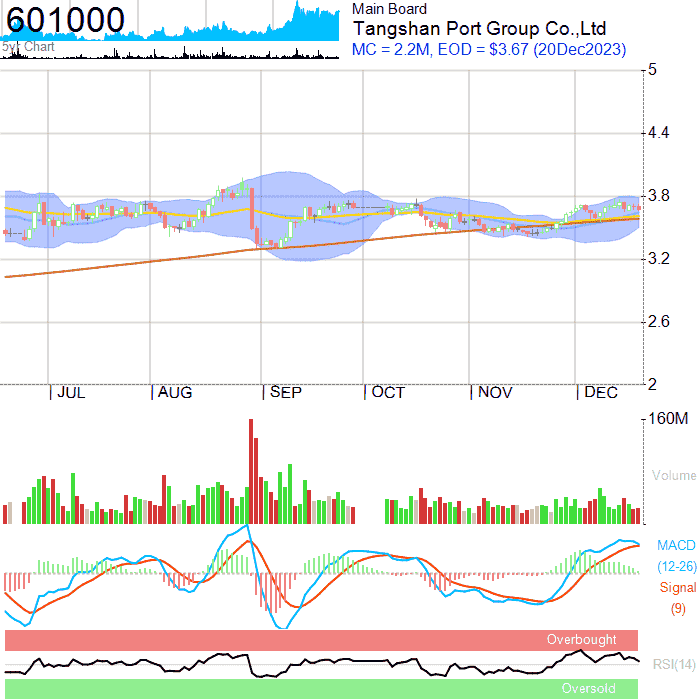 601000
5yr Chart
Main Board
Tangshan Port Group Co.,Ltd
MC = 2.2M, EOD = $3.67 (20Dec2023)
5
4.4
3.8
3.2
2.6
2
JUL AUG SEP OCT NOV DEC
160M
Volume
MACD
(12-26)
Signal
(9)
Overbought
RSI(14)
Oversold